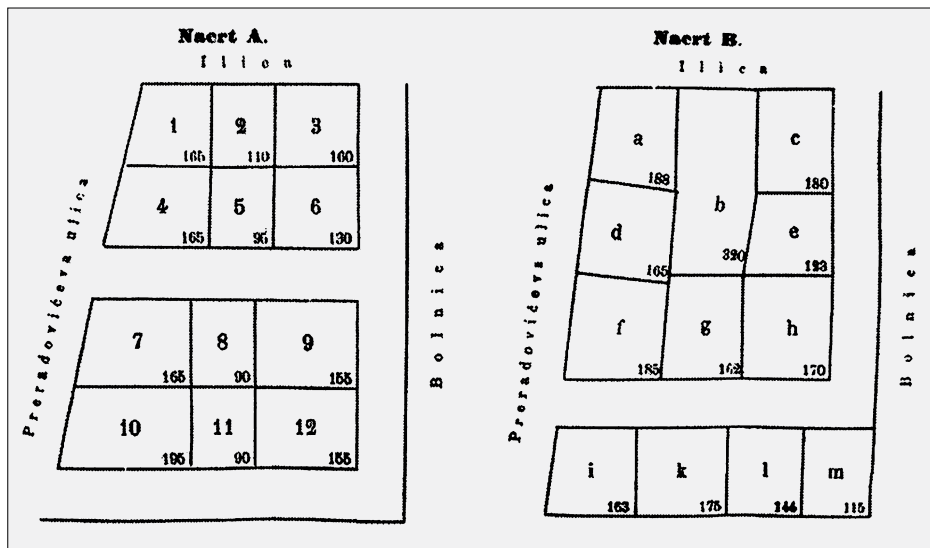 Nacrt A.
Ilica
1 165
2 110
3 160
4 165
5 95
6 130
7 165
8 90
9 155
10 195
11 90
12 155
Preradovićeva ulica
Bolnica
Nacrt B.
Ilica
a 188
b 320
c 180
d 165
e 123
f 185
g 162
h 170
i 163
k 175
l 144
m 115
Preradovićeva ulica
Bolnica